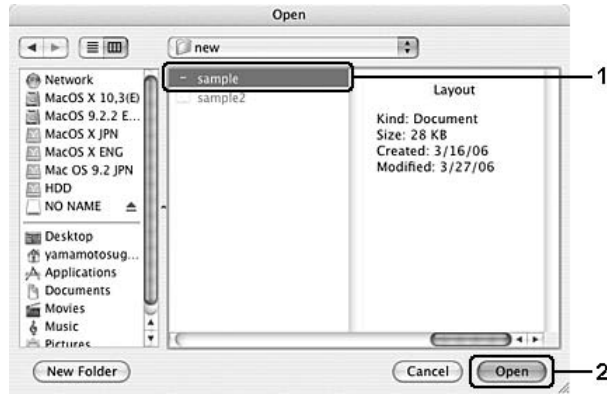 Open
new
Network
MacOS X 10,3(E)
MacOS 9.2.2 E...
MacOS X JPN
MacOS X ENG
Mac OS 9.2 JPN
HDD
NO NAME
Desktop
yamamotosug...
Applications
Documents
Movies
Music
Pictures
sample
sample2
1
Layout
Kind: Document
Size: 28 KB
Created: 3/16/06
Modified: 3/27/06
New Folder
Cancel
Open
2